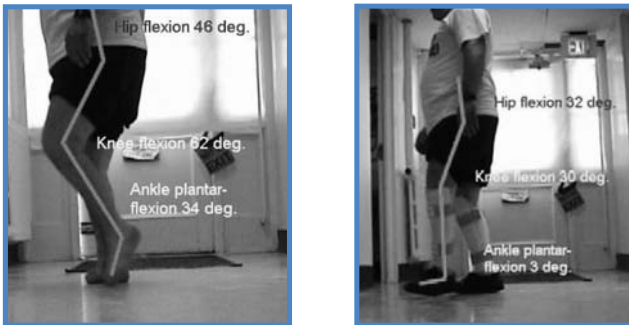 Hip flexion 46 deg.
Knee flexion 62 deg.
Ankle plantar-
flexion 34 deg.
EXIT
EXIT
Hip flexion 32 deg.
Knee flexion 30 deg.
Ankle plantar-
flexion 3 deg.